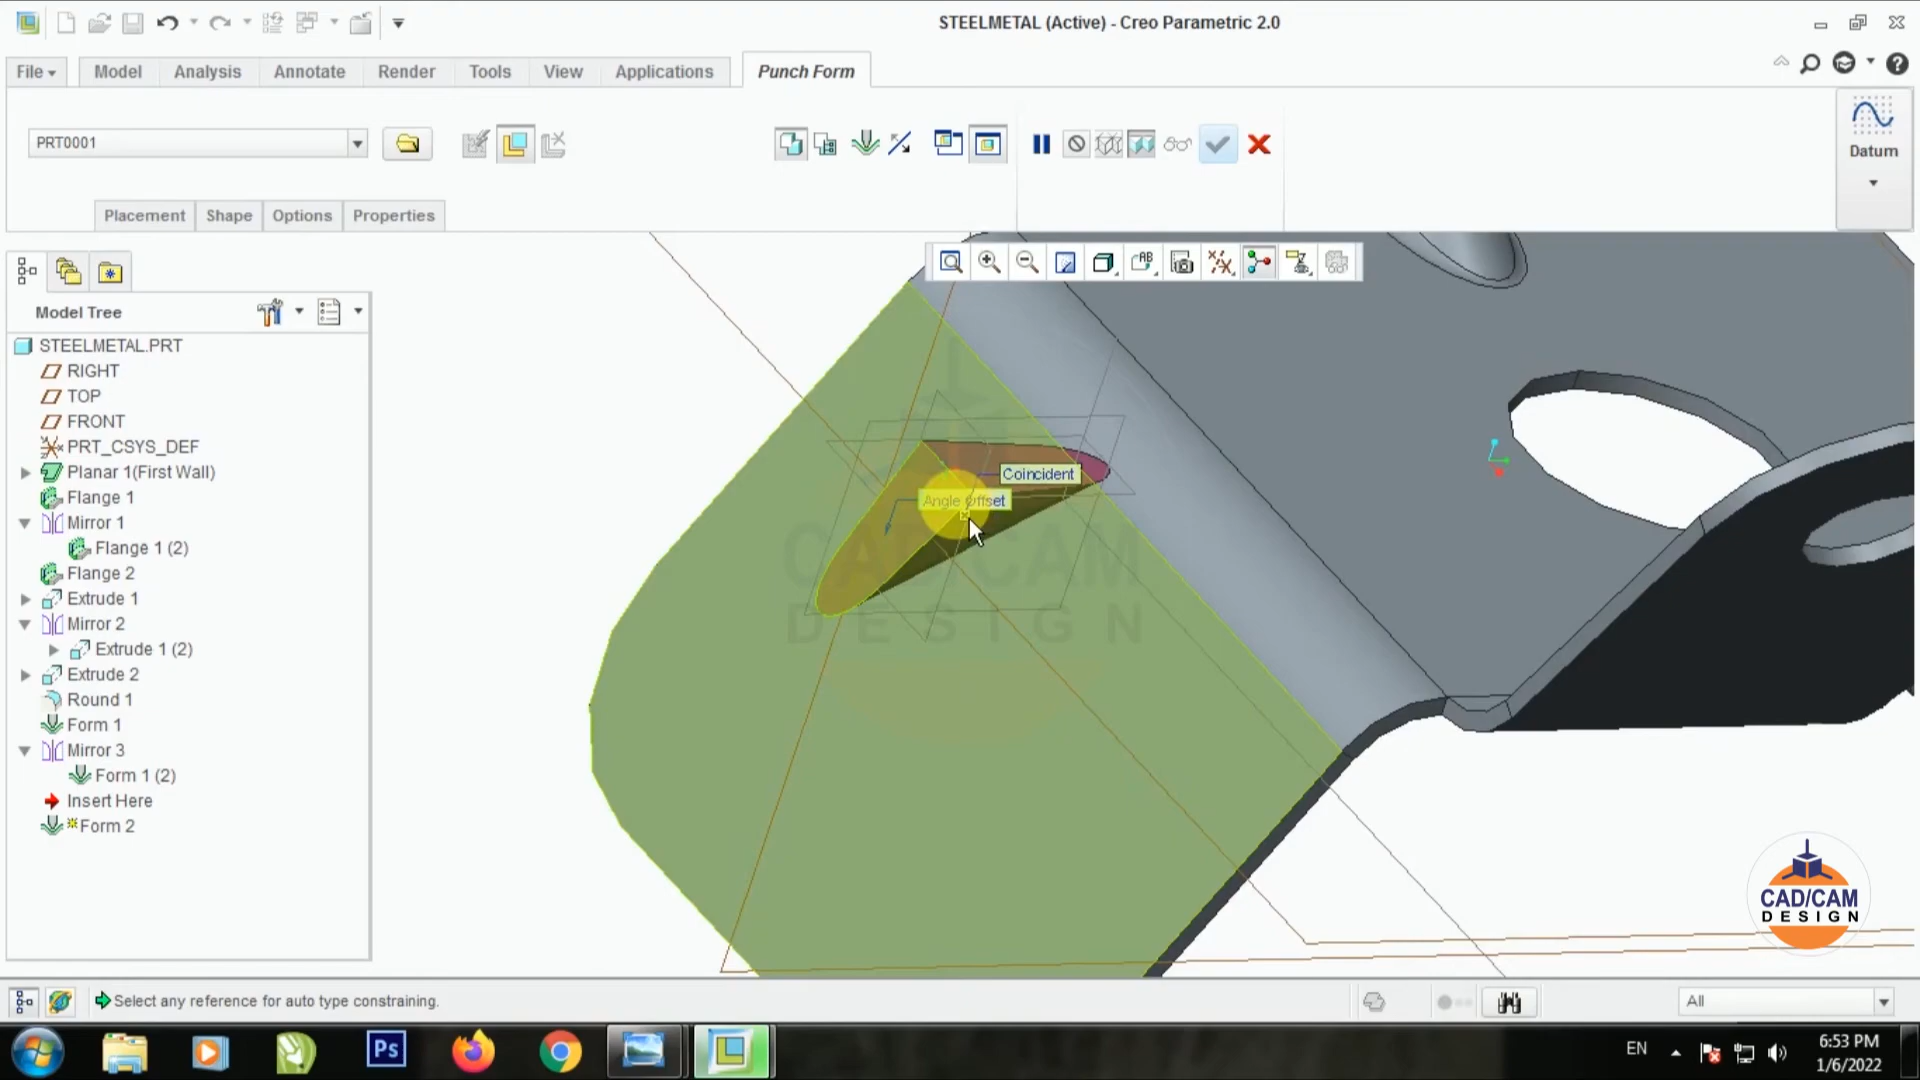 STEELMETAL (Active) - Creo Parametric 2.0
File
Model
Analysis
Annotate
Render
Tools
View
Applications
Punch Form
PRT0001
Datum
Placement
Shape
Options
Properties
Model Tree
STEELMETAL.PRT
RIGHT
TOP
FRONT
PRT_CSYS_DEF
Planar 1(First Wall)
Flange 1
Mirror 1
Flange 1 (2)
Flange 2
Extrude 1
Mirror 2
Extrude 1 (2)
Extrude 2
Round 1
Form 1
Mirror 3
Form 1 (2)
Insert Here
Form 2
Coincident
Angle Offset
CAD/CAM
DESIGN
CAD/CAM
DESIGN
Select any reference for auto type constraining.
All
Ps
EN
6:53 PM
1/6/2022